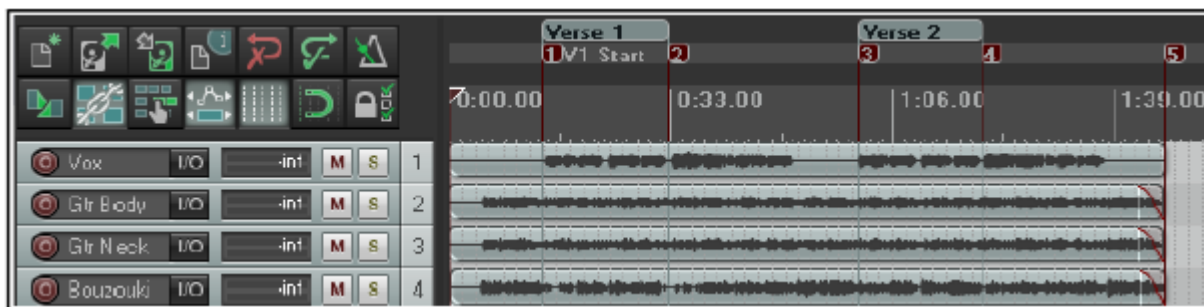 Verse 1 Verse 2
1 V1 Start 2 3 4 5
0:00.00 0:33.00 1:06.00 1:39.00
Vox I/O -inf M S 1
Gtr Body I/O -inf M S 2
Gtr Neck I/O -inf M S 3
Bouzouki I/O -inf M S 4